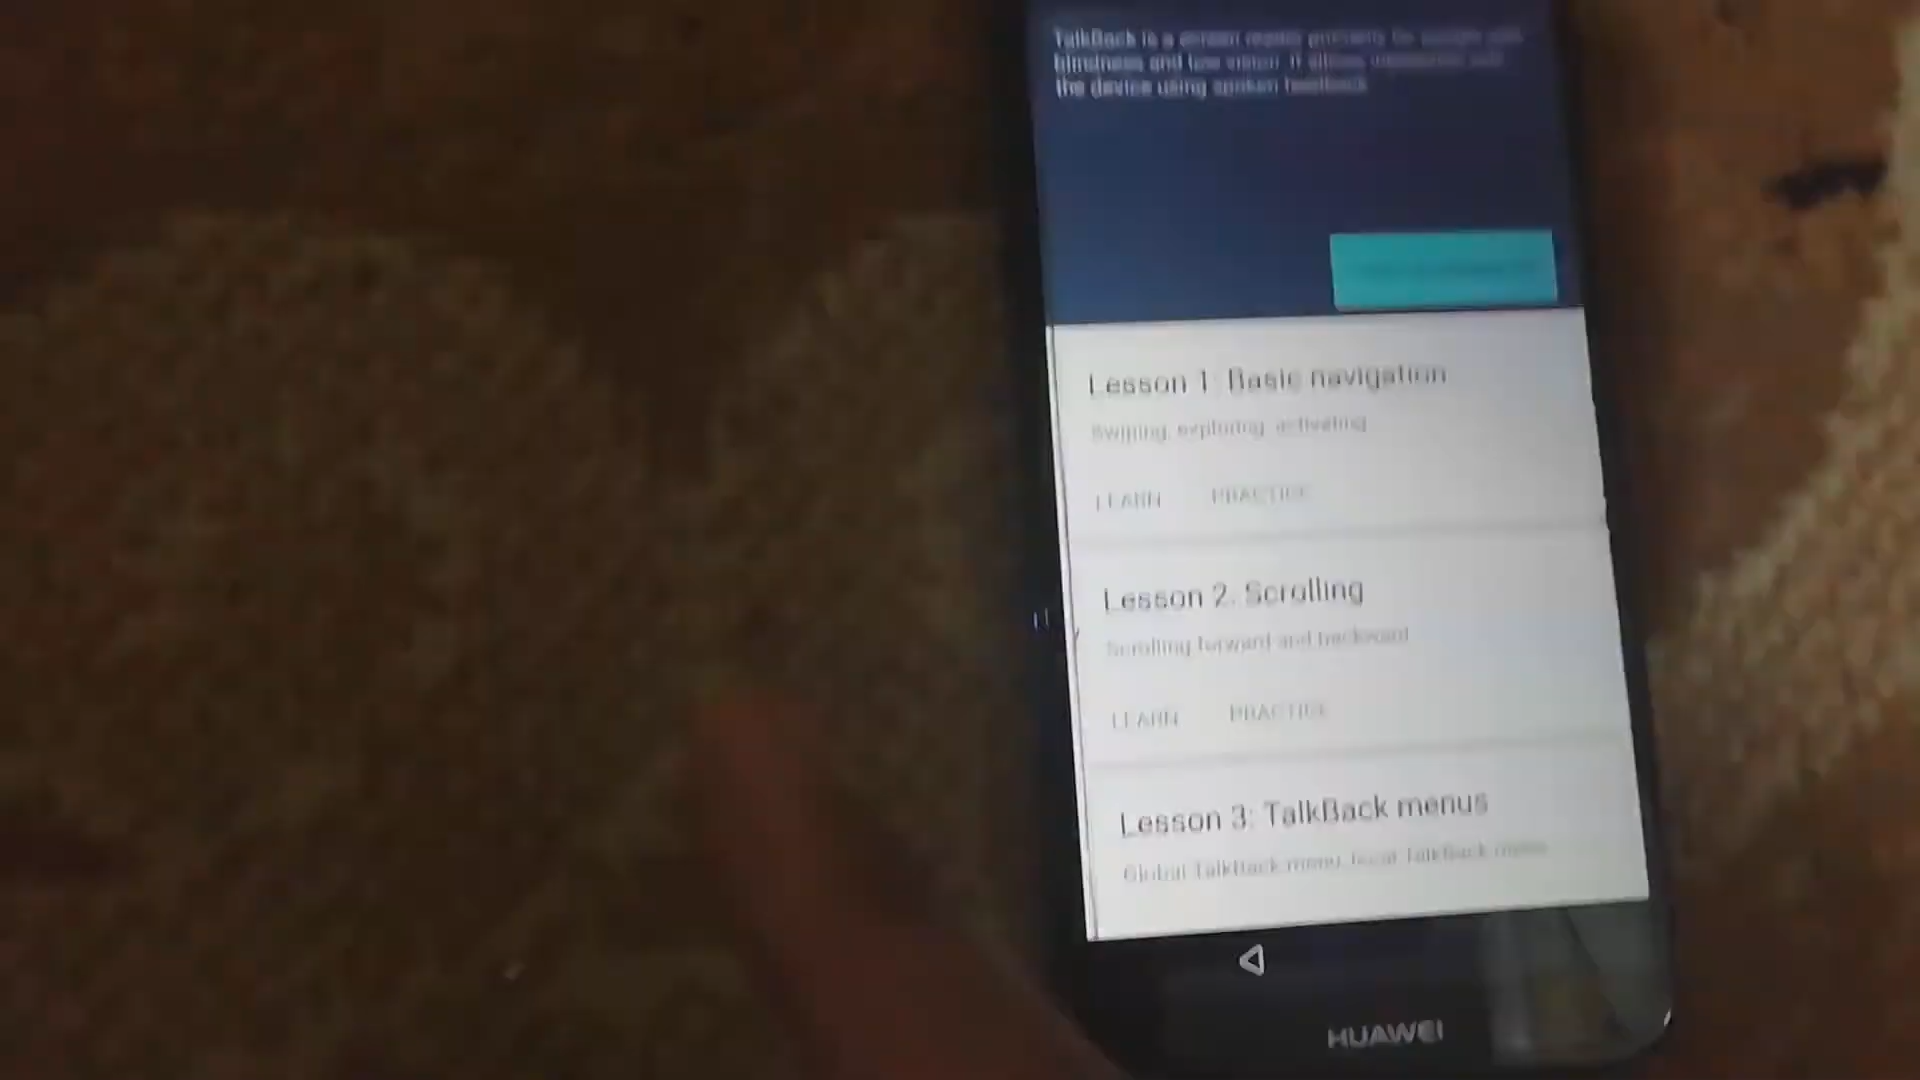 TalkBack is a screen reader primarily for people with
blindness and low vision. It allows interaction with
the device using spoken feedback.
Lesson 1. Basic navigation
Swiping, exploring, activating
LEARN PRACTICE
Lesson 2. Scrolling
Scrolling forward and backward
LEARN PRACTICE
Lesson 3: TalkBack menus
Global TalkBack menu, local TalkBack menu
HUAWEI